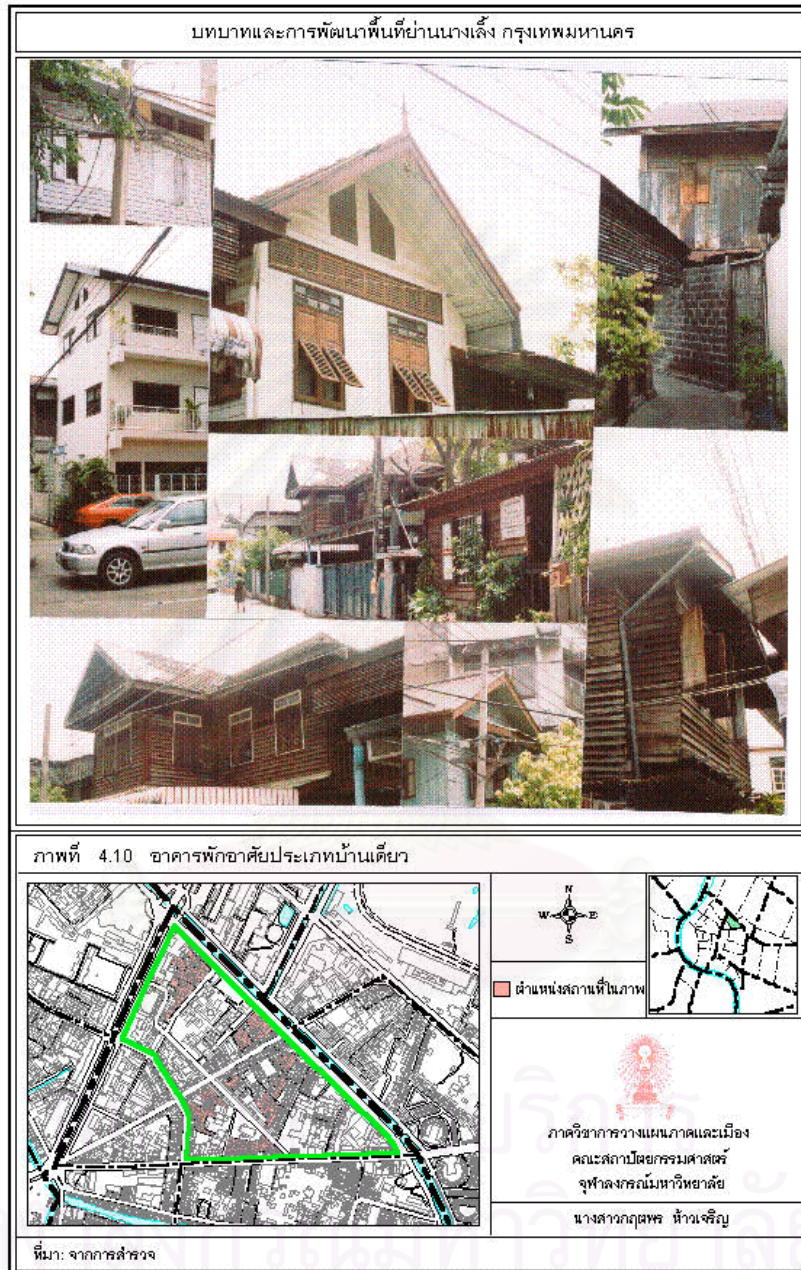 บทบาทและการพัฒนาพื้นที่ย่านนางเลิ้ง กรุงเทพมหานคร
ภาพที่ 4.10 อาคารพักอาศัยประเภทบ้านเดี่ยว
N
W E
S
ตำแหน่งสถานที่ในภาพ
ภาควิชาการวางแผนภาคและเมือง
คณะสถาปัตยกรรมศาสตร์
จุฬาลงกรณ์มหาวิทยาลัย
นางสาวกฤตพร ห้าวเจริญ
ที่มา: จากการสำรวจ